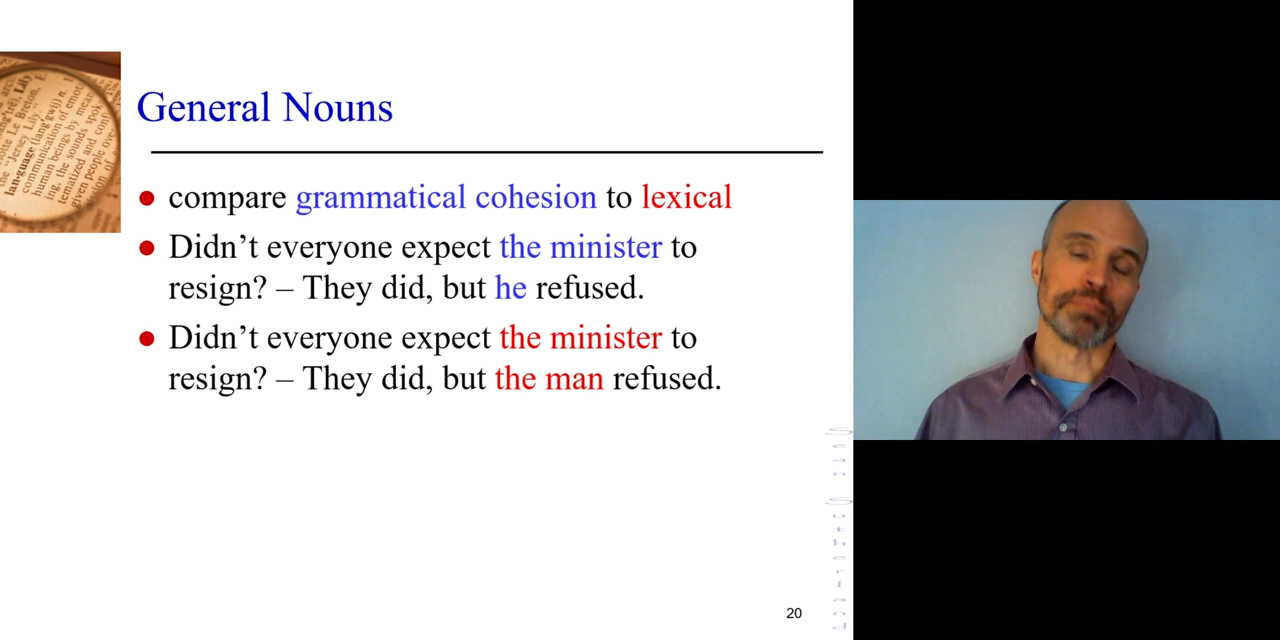 General Nouns
compare grammatical cohesion to lexical
Didn't everyone expect the minister to
resign? – They did, but he refused.
Didn't everyone expect the minister to
resign? – They did, but the man refused.
20